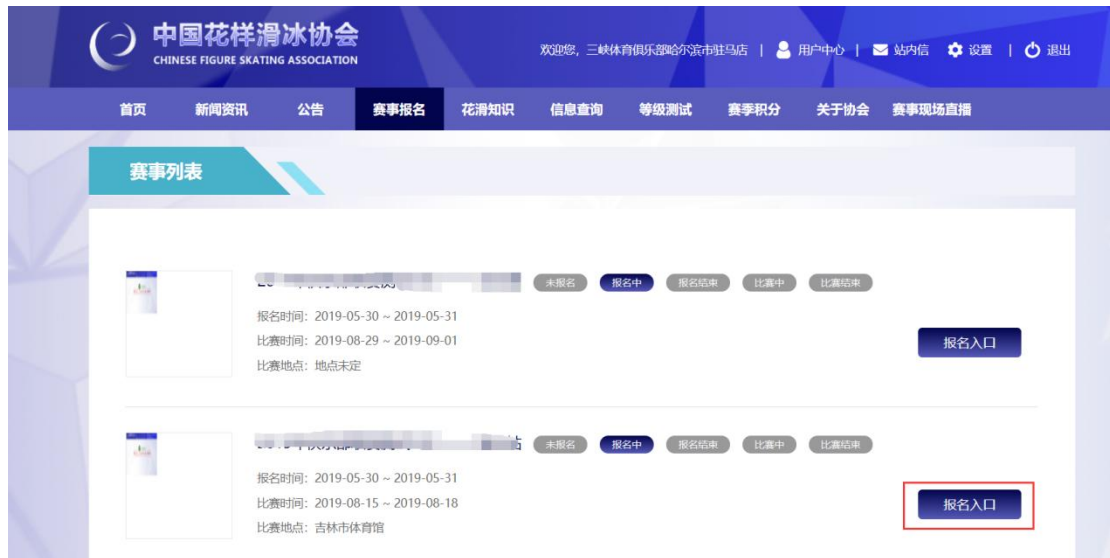 中国花样滑冰协会
CHINESE FIGURE SKATING ASSOCIATION
欢迎您，三峡体育俱乐部哈尔滨市驻马店 | 用户中心 | 站内信 设置 | 退出
首页 新闻资讯 公告 赛事报名 花滑知识 信息查询 等级测试 赛季积分 关于协会 赛事现场直播
赛事列表
未报名 报名中 报名结束 比赛中 比赛结束
报名时间：2019-05-30 ~ 2019-05-31
比赛时间：2019-08-29 ~ 2019-09-01
报名入口
比赛地点：地点未定
站 未报名 报名中 报名结束 比赛中 比赛结束
报名时间：2019-05-30 ~ 2019-05-31
比赛时间：2019-08-15 ~ 2019-08-18
报名入口
比赛地点：吉林市体育馆